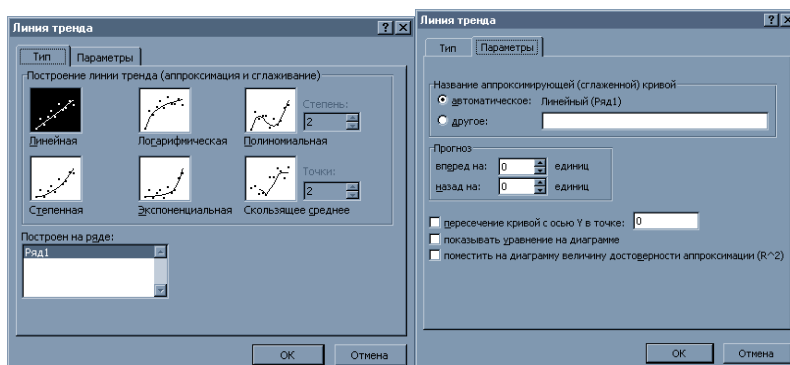 Линия тренда
Тип Параметры
Построение линии тренда (аппроксимация и сглаживание)
Степень:
2
Линейная Логарифмическая Полиномиальная
Точки:
2
Степенная Экспоненциальная Скользящее среднее
Построен на ряде:
Ряд1
ОК Отмена
Линия тренда
Тип Параметры
Название аппроксимирующей (сглаженной) кривой
автоматическое: Линейный (Ряд1)
другое:
Прогноз
вперед на: 0 единиц
назад на: 0 единиц
пересечение кривой с осью Y в точке: 0
показывать уравнение на диаграмме
поместить на диаграмму величину достоверности аппроксимации (R^2)
ОК Отмена